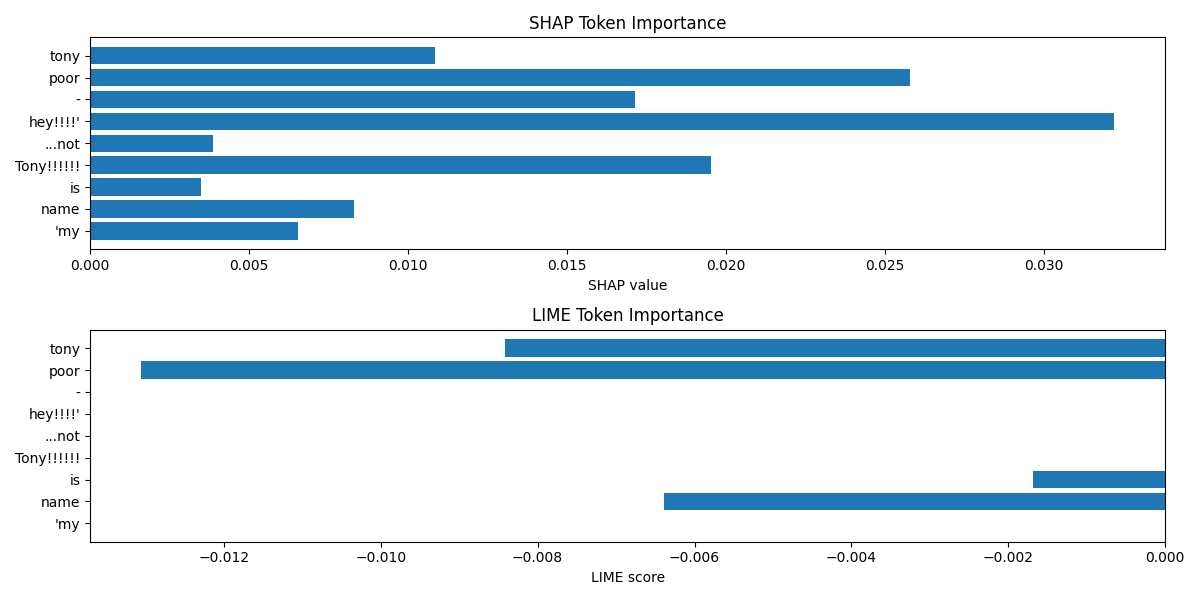 SHAP Token Importance
tony
poor
-
hey!!!!'
...not
Tony!!!!!!
is
name
'my
0.000 0.005 0.010 0.015 0.020 0.025 0.030
SHAP value
LIME Token Importance
tony
poor
-
hey!!!!'
...not
Tony!!!!!!
is
name
'my
−0.012 −0.010 −0.008 −0.006 −0.004 −0.002 0.000
LIME score